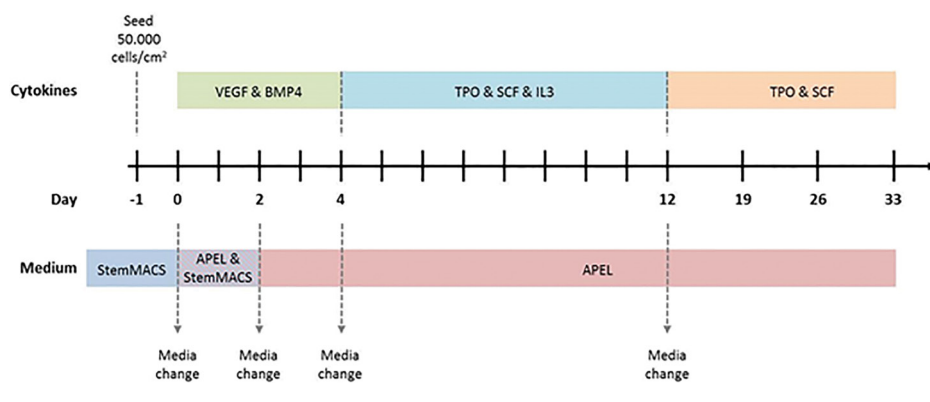 Seed
50.000
cells/cm²
Cytokines
VEGF & BMP4
TPO & SCF & IL3
TPO & SCF
Day
-1 0 2 4 12 19 26 33
Medium
StemMACS
APEL &
StemMACS
APEL
Media
change
Media
change
Media
change
Media
change